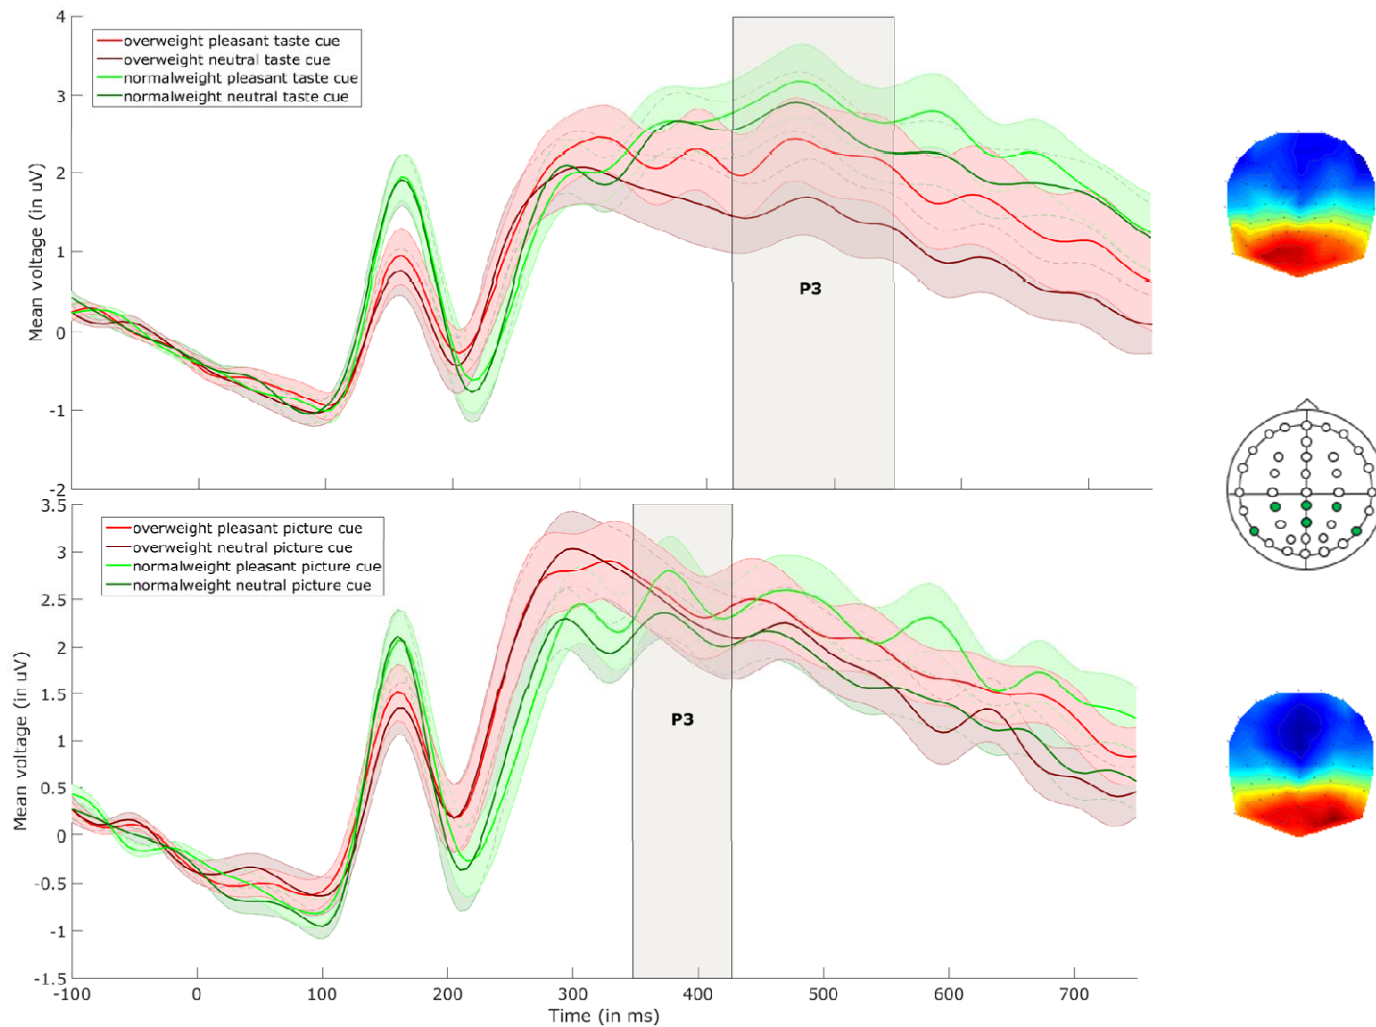 4
3
2
1
0
-1
-2
Mean voltage (in uV)
overweight pleasant taste cue
overweight neutral taste cue
normalweight pleasant taste cue
normalweight neutral taste cue
P3
3.5
3
2.5
2
1.5
1
0.5
0
-0.5
-1
-1.5
Mean voltage (in uV)
overweight pleasant picture cue
overweight neutral picture cue
normalweight pleasant picture cue
normalweight neutral picture cue
P3
-100 0 100 200 300 400 500 600 700
Time (in ms)